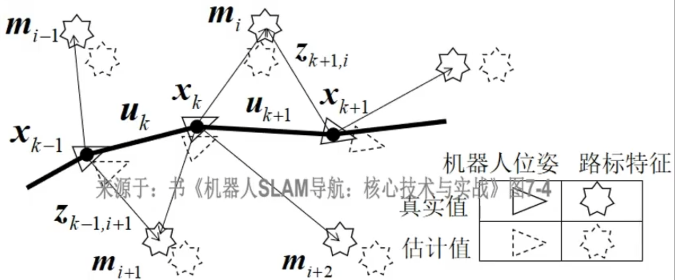 m_{i-1}
m_i
z_{k+1,i}
x_{k-1}
u_k
x_k
u_{k+1}
x_{k+1}
机器人位姿 路标特征
来源于：书《机器人SLAM导航：核心技术与实战》图7-4
真实值
z_{k-1,i+1}
估计值
m_{i+1}
m_{i+2}